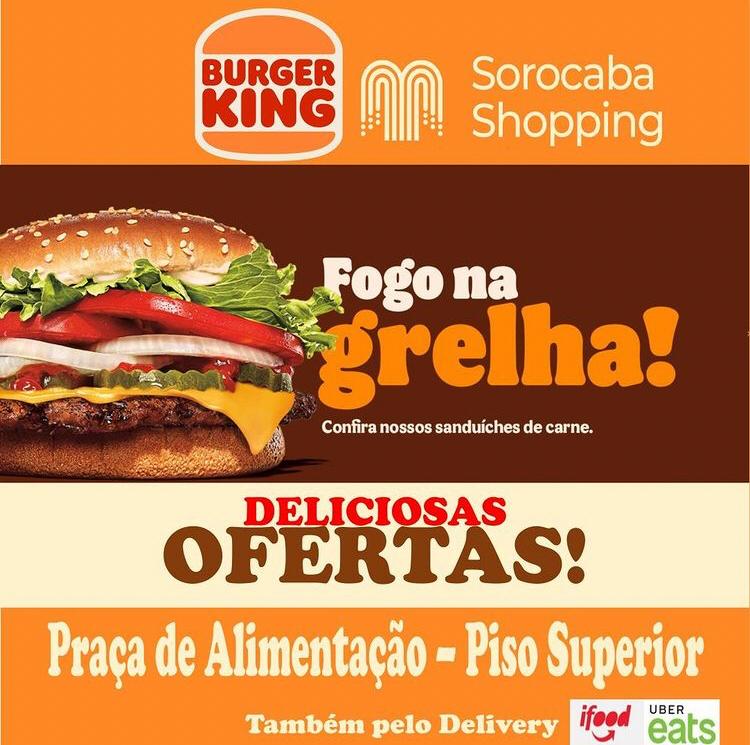 BURGER
KING
Sorocaba
Shopping
Fogo na
grelha!
Confira nossos sanduíches de carne.
DELICIOSAS
OFERTAS!
Praça de Alimentação = Piso Superior
Também pelo Delivery
ifood
UBER
eats